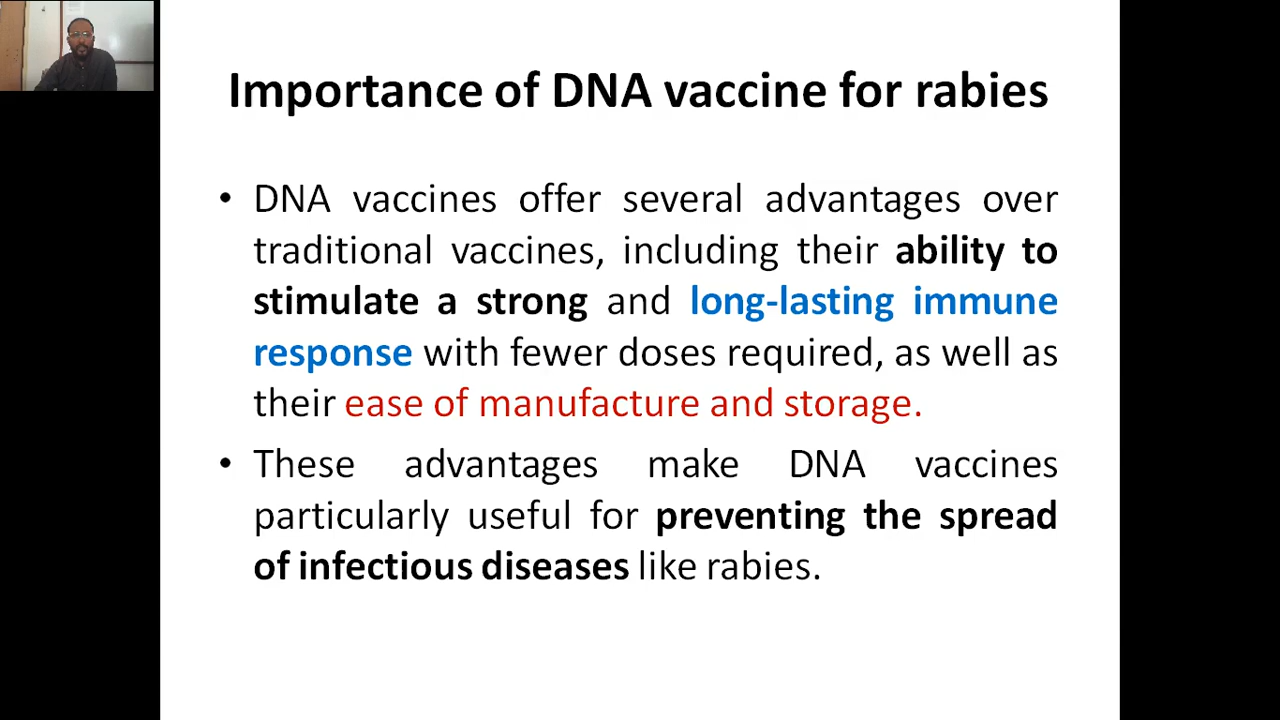 Importance of DNA vaccine for rabies
• DNA vaccines offer several advantages over
traditional vaccines, including their ability to
stimulate a strong and long-lasting immune
response with fewer doses required, as well as
their ease of manufacture and storage.
• These advantages make DNA vaccines
particularly useful for preventing the spread
of infectious diseases like rabies.